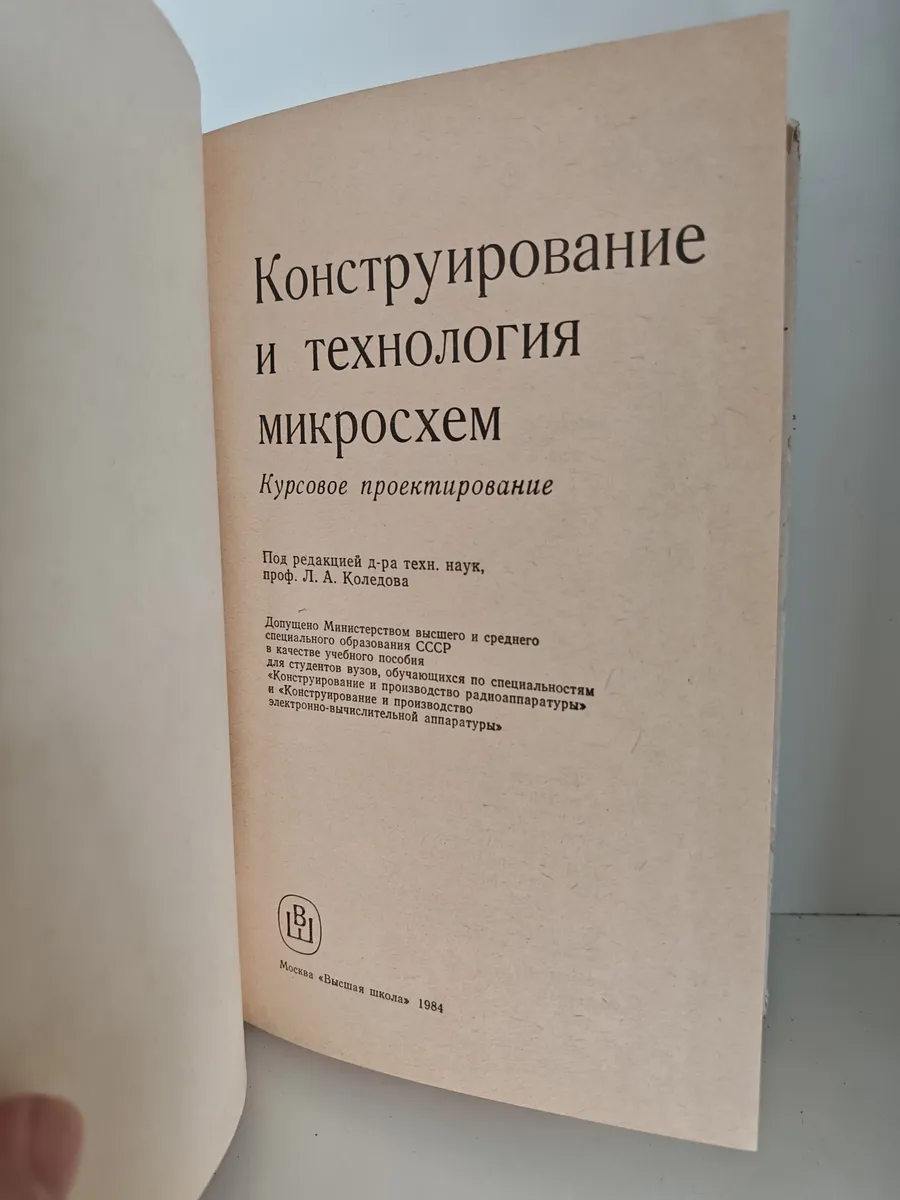 Конструирование
и технология
микросхем
Курсовое проектирование
Под редакцией д-ра техн. наук,
проф. Л. А. Коледова
Допущено Министерством высшего и среднего
специального образования СССР
в качестве учебного пособия
для студентов вузов, обучающихся по специальностям
«Конструирование и производство радиоаппаратуры»
и «Конструирование и производство
электронно-вычислительной аппаратуры»
ВШ
Москва «Высшая школа» 1984